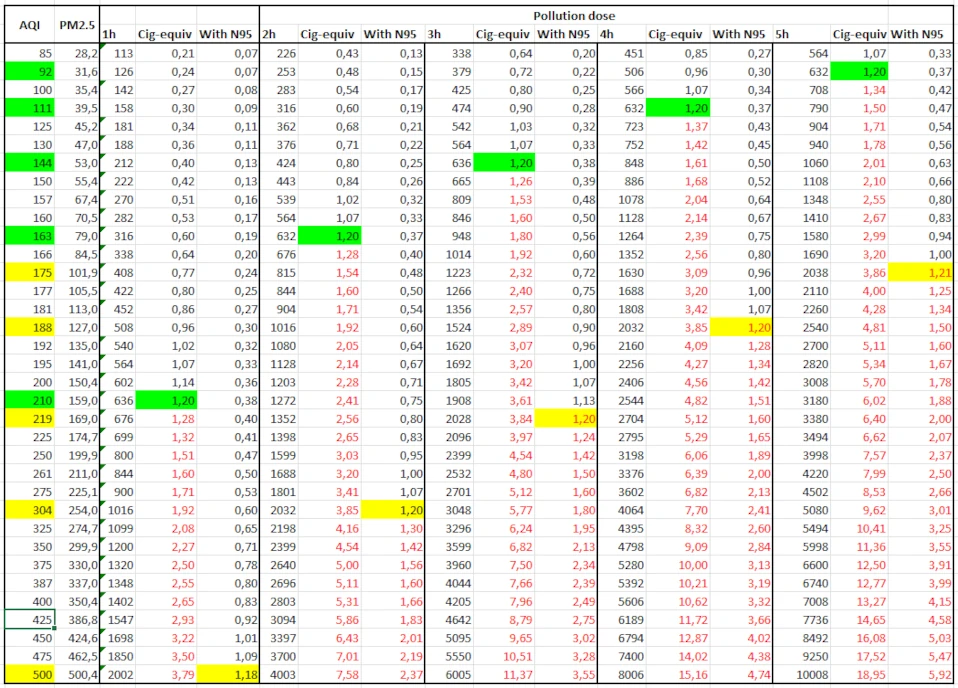 Pollution dose
AQI PM2.5 1h Cig-equiv With N95 2h Cig-equiv With N95 3h Cig-equiv With N95 4h Cig-equiv With N95 5h Cig-equiv With N95
85 28,2 113 0,21 0,07 226 0,43 0,13 338 0,64 0,20 451 0,85 0,27 564 1,07 0,33
92 31,6 126 0,24 0,07 253 0,48 0,15 379 0,72 0,22 506 0,96 0,30 632 1,20 0,37
100 35,4 142 0,27 0,08 283 0,54 0,17 425 0,80 0,25 566 1,07 0,34 708 1,34 0,42
111 39,5 158 0,30 0,09 316 0,60 0,19 474 0,90 0,28 632 1,20 0,37 790 1,50 0,47
125 45,2 181 0,34 0,11 362 0,68 0,21 542 1,03 0,32 723 1,37 0,43 904 1,71 0,54
130 47,0 188 0,36 0,11 376 0,71 0,22 564 1,07 0,33 752 1,42 0,45 940 1,78 0,56
144 53,0 212 0,40 0,13 424 0,80 0,25 636 1,20 0,38 848 1,61 0,50 1060 2,01 0,63
150 55,4 222 0,42 0,13 443 0,84 0,26 665 1,26 0,39 886 1,68 0,52 1108 2,10 0,66
157 67,4 270 0,51 0,16 539 1,02 0,32 809 1,53 0,48 1078 2,04 0,64 1348 2,55 0,80
160 70,5 282 0,53 0,17 564 1,07 0,33 846 1,60 0,50 1128 2,14 0,67 1410 2,67 0,83
163 79,0 316 0,60 0,19 632 1,20 0,37 948 1,80 0,56 1264 2,39 0,75 1580 2,99 0,94
166 84,5 338 0,64 0,20 676 1,28 0,40 1014 1,92 0,60 1352 2,56 0,80 1690 3,20 1,00
175 101,9 408 0,77 0,24 815 1,54 0,48 1223 2,32 0,72 1630 3,09 0,96 2038 3,86 1,21
177 105,5 422 0,80 0,25 844 1,60 0,50 1266 2,40 0,75 1688 3,20 1,00 2110 4,00 1,25
181 113,0 452 0,86 0,27 904 1,71 0,54 1356 2,57 0,80 1808 3,42 1,07 2260 4,28 1,34
188 127,0 508 0,96 0,30 1016 1,92 0,60 1524 2,89 0,90 2032 3,85 1,20 2540 4,81 1,50
192 135,0 540 1,02 0,32 1080 2,05 0,64 1620 3,07 0,96 2160 4,09 1,28 2700 5,11 1,60
195 141,0 564 1,07 0,33 1128 2,14 0,67 1692 3,20 1,00 2256 4,27 1,34 2820 5,34 1,67
200 150,4 602 1,14 0,36 1203 2,28 0,71 1805 3,42 1,07 2406 4,56 1,42 3008 5,70 1,78
210 159,0 636 1,20 0,38 1272 2,41 0,75 1908 3,61 1,13 2544 4,82 1,51 3180 6,02 1,88
219 169,0 676 1,28 0,40 1352 2,56 0,80 2028 3,84 1,20 2704 5,12 1,60 3380 6,40 2,00
225 174,7 699 1,32 0,41 1398 2,65 0,83 2096 3,97 1,24 2795 5,29 1,65 3494 6,62 2,07
250 199,9 800 1,51 0,47 1599 3,03 0,95 2399 4,54 1,42 3198 6,06 1,89 3998 7,57 2,37
261 211,0 844 1,60 0,50 1688 3,20 1,00 2532 4,80 1,50 3376 6,39 2,00 4220 7,99 2,50
275 225,1 900 1,71 0,53 1801 3,41 1,07 2701 5,12 1,60 3602 6,82 2,13 4502 8,53 2,66
304 254,0 1016 1,92 0,60 2032 3,85 1,20 3048 5,77 1,80 4064 7,70 2,41 5080 9,62 3,01
325 274,7 1099 2,08 0,65 2198 4,16 1,30 3296 6,24 1,95 4395 8,32 2,60 5494 10,41 3,25
350 299,9 1200 2,27 0,71 2399 4,54 1,42 3599 6,82 2,13 4798 9,09 2,84 5998 11,36 3,55
375 330,0 1320 2,50 0,78 2640 5,00 1,56 3960 7,50 2,34 5280 10,00 3,13 6600 12,50 3,91
387 337,0 1348 2,55 0,80 2696 5,11 1,60 4044 7,66 2,39 5392 10,21 3,19 6740 12,77 3,99
400 350,4 1402 2,65 0,83 2803 5,31 1,66 4205 7,96 2,49 5606 10,62 3,32 7008 13,27 4,15
425 386,8 1547 2,93 0,92 3094 5,86 1,83 4642 8,79 2,75 6189 11,72 3,66 7736 14,65 4,58
450 424,6 1698 3,22 1,01 3397 6,43 2,01 5095 9,65 3,02 6794 12,87 4,02 8492 16,08 5,03
475 462,5 1850 3,50 1,09 3700 7,01 2,19 5550 10,51 3,28 7400 14,02 4,38 9250 17,52 5,47
500 500,4 2002 3,79 1,18 4003 7,58 2,37 6005 11,37 3,55 8006 15,16 4,74 10008 18,95 5,92